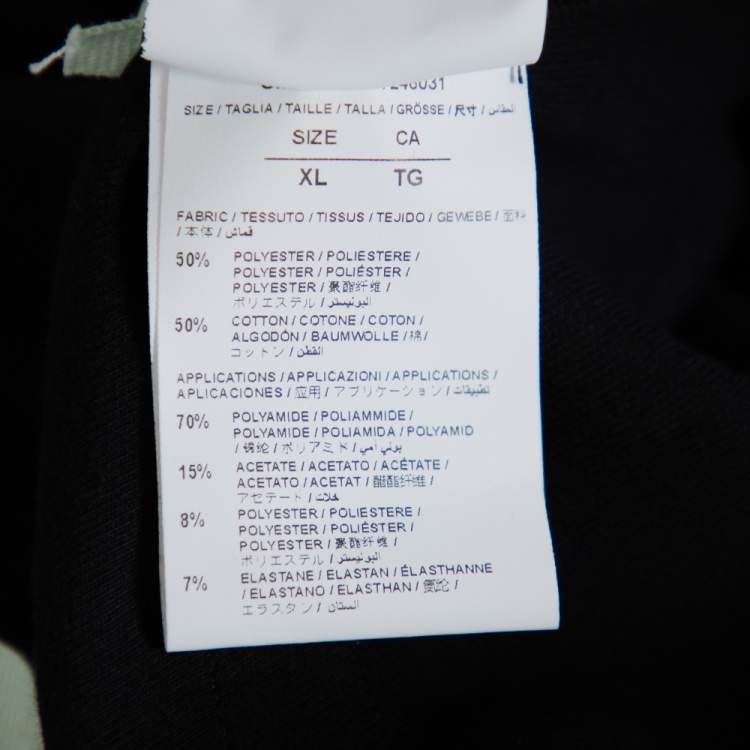 SIZE / TAGLIA / TAILLE / TALLA / GRÖSSE / 尺寸 / المقاس
SIZE CA
XL TG
FABRIC / TESSUTO / TISSUS / TEJIDO / GEWEBE / 面料
/ 本体 / قماش
50% POLYESTER / POLIESTERE /
POLYESTER / POLIÉSTER /
POLYESTER / 聚酯纤维 /
ポリエステル / البوليستر
50% COTTON / COTONE / COTON /
ALGODÓN / BAUMWOLLE / 棉 /
コットン / القطن
APPLICATIONS / APPLICAZIONI / APPLICATIONS /
APLICACIONES / 应用 / アプリケーション / تطبيقات
70% POLYAMIDE / POLIAMMIDE /
POLYAMIDE / POLIAMIDA / POLYAMID
/ 锦纶 / ポリアミド / بولي أمي
15% ACETATE / ACETATO / ACÉTATE /
ACETATO / ACETAT / 醋酯纤维 /
アセテート / خلات
8% POLYESTER / POLIESTERE /
POLYESTER / POLIÉSTER /
POLYESTER / 聚酯纤维 /
ポリエステル / البوليستر
7% ELASTANE / ELASTAN / ÉLASTHANNE
/ ELASTANO / ELASTHAN / 氨纶 /
エラスタン / الستان